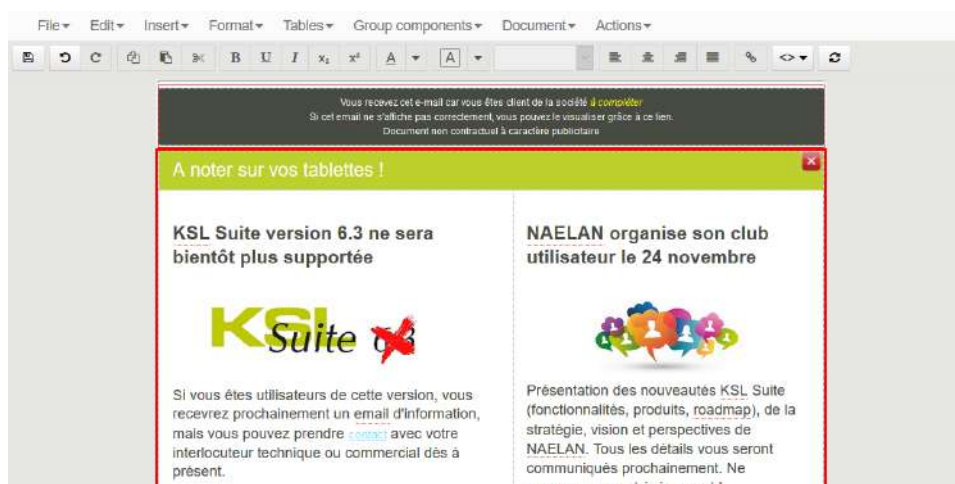 File Edit Insert Format Tables Group components Document Actions
B U I x₂ x² A A
Vous recevez cet e-mail car vous êtes client de la société à compléter
Si cet email ne s'affiche pas correctement, vous pouvez le visualiser grâce à ce lien.
Document non contractuel à caractère publicitaire
A noter sur vos tablettes !
KSL Suite version 6.3 ne sera
bientôt plus supportée
KSL
Suite 6.3
Si vous êtes utilisateurs de cette version, vous
recevrez prochainement un email d'information,
mais vous pouvez prendre contact avec votre
interlocuteur technique ou commercial dès à
présent.
NAELAN organise son club
utilisateur le 24 novembre
Présentation des nouveautés KSL Suite
(fonctionnalités, produits, roadmap), de la
stratégie, vision et perspectives de
NAELAN. Tous les détails vous seront
communiqués prochainement. Ne